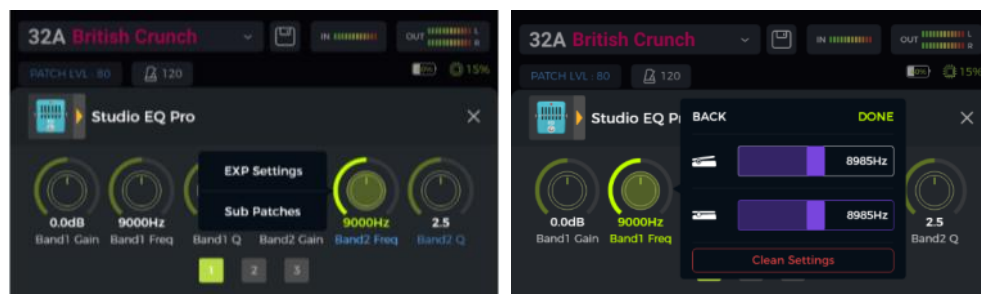 32A British Crunch
IN
OUT
L
R
PATCH LVL : 80
120
0%
15%
Studio EQ Pro
EXP Settings
Sub Patches
0.0dB
9000Hz
9000Hz
2.5
Band1 Gain
Band1 Freq
Band1 Q
Band2 Gain
Band2 Freq
Band2 Q
1
2
3
32A British Crunch
IN
OUT
L
R
PATCH LVL : 80
120
0%
15%
Studio EQ P
BACK
DONE
8985Hz
8985Hz
Clean Settings
0.0dB
9000Hz
2.5
Band1 Gain
Band1 Freq
Band2 Q